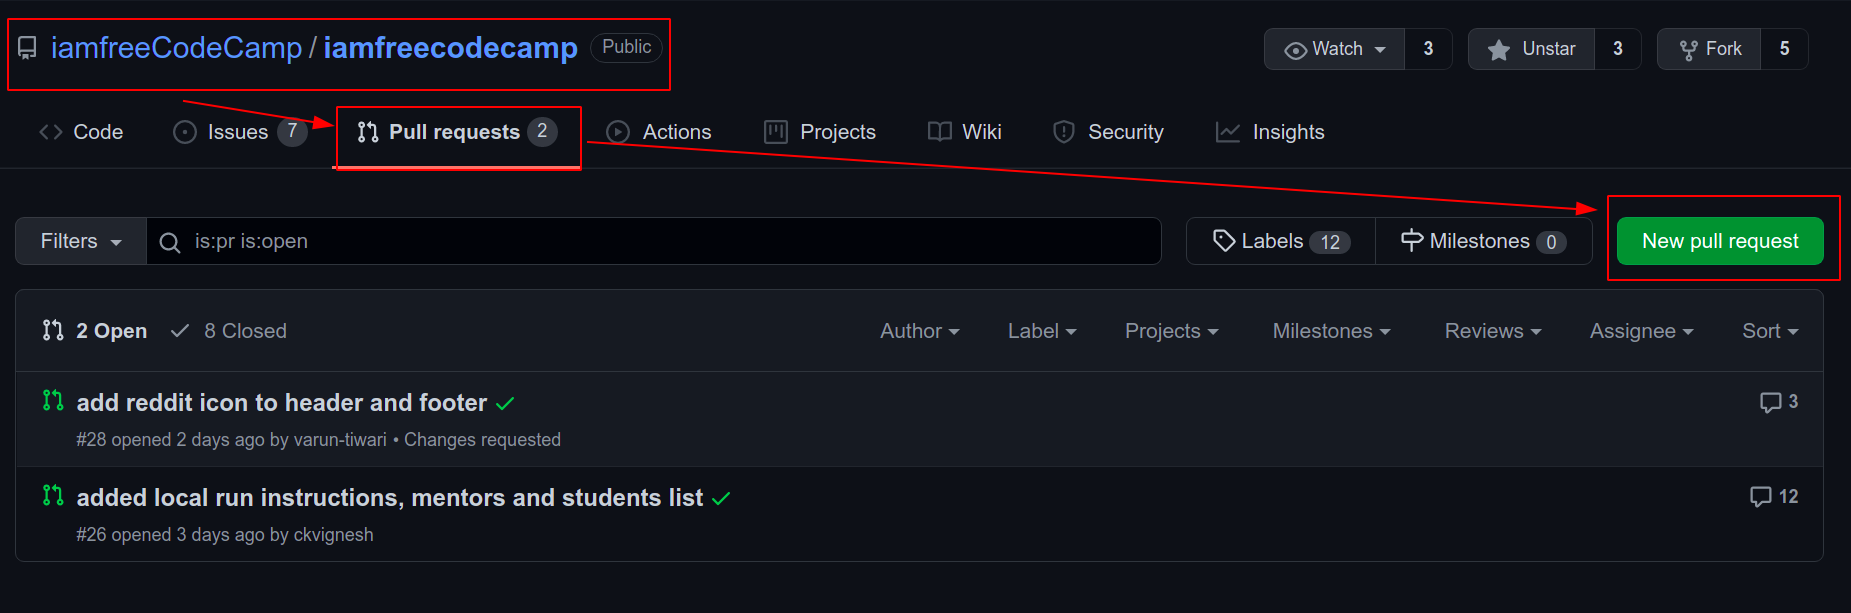 iamfreeCodeCamp / iamfreecodecamp Public Watch 3 Unstar 3 Fork 5
Code Issues 7 Pull requests 2 Actions Projects Wiki Security Insights
Filters is:pr is:open Labels 12 Milestones 0 New pull request
2 Open 8 Closed Author Label Projects Milestones Reviews Assignee Sort
add reddit icon to header and footer 3
#28 opened 2 days ago by varun-tiwari • Changes requested
added local run instructions, mentors and students list 12
#26 opened 3 days ago by ckvignesh